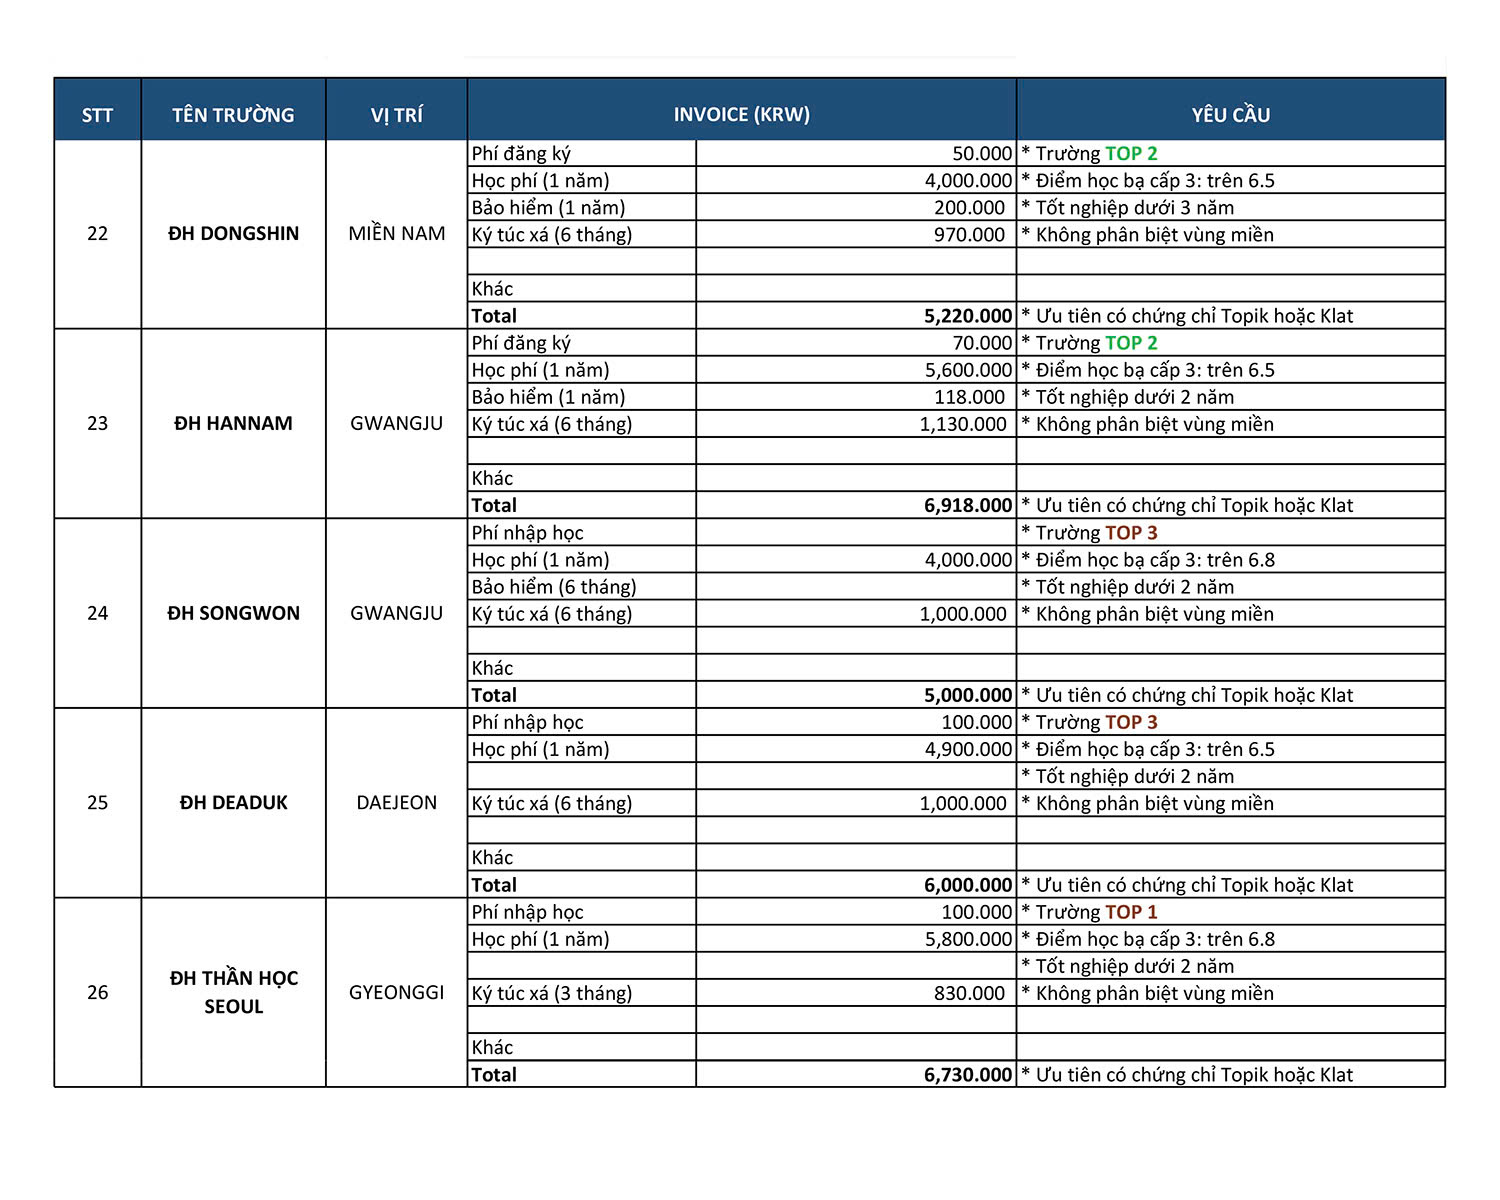 STT TÊN TRƯỜNG VỊ TRÍ INVOICE (KRW) YÊU CẦU
Phí đăng ký 50.000 * Trường TOP 2
Học phí (1 năm) 4,000.000 * Điểm học bạ cấp 3: trên 6.5
Bảo hiểm (1 năm) 200.000 * Tốt nghiệp dưới 3 năm
22 ĐH DONGSHIN MIỀN NAM Ký túc xá (6 tháng) 970.000 * Không phân biệt vùng miền
Khác
Total 5,220.000 * Ưu tiên có chứng chỉ Topik hoặc Klat
Phí đăng ký 70.000 * Trường TOP 2
Học phí (1 năm) 5,600.000 * Điểm học bạ cấp 3: trên 6.5
Bảo hiểm (1 năm) 118.000 * Tốt nghiệp dưới 2 năm
23 ĐH HANNAM GWANGJU Ký túc xá (6 tháng) 1,130.000 * Không phân biệt vùng miền
Khác
Total 6,918.000 * Ưu tiên có chứng chỉ Topik hoặc Klat
Phí nhập học * Trường TOP 3
Học phí (1 năm) 4,000.000 * Điểm học bạ cấp 3: trên 6.8
Bảo hiểm (6 tháng) * Tốt nghiệp dưới 2 năm
24 ĐH SONGWON GWANGJU Ký túc xá (6 tháng) 1,000.000 * Không phân biệt vùng miền
Khác
Total 5,000.000 * Ưu tiên có chứng chỉ Topik hoặc Klat
Phí nhập học 100.000 * Trường TOP 3
Học phí (1 năm) 4,900.000 * Điểm học bạ cấp 3: trên 6.5
* Tốt nghiệp dưới 2 năm
25 ĐH DEADUK DAEJEON Ký túc xá (6 tháng) 1,000.000 * Không phân biệt vùng miền
Khác
Total 6,000.000 * Ưu tiên có chứng chỉ Topik hoặc Klat
Phí nhập học 100.000 * Trường TOP 1
Học phí (1 năm) 5,800.000 * Điểm học bạ cấp 3: trên 6.8
* Tốt nghiệp dưới 2 năm
26 ĐH THẦN HỌC SEOUL GYEONGGI Ký túc xá (3 tháng) 830.000 * Không phân biệt vùng miền
Khác
Total 6,730.000 * Ưu tiên có chứng chỉ Topik hoặc Klat